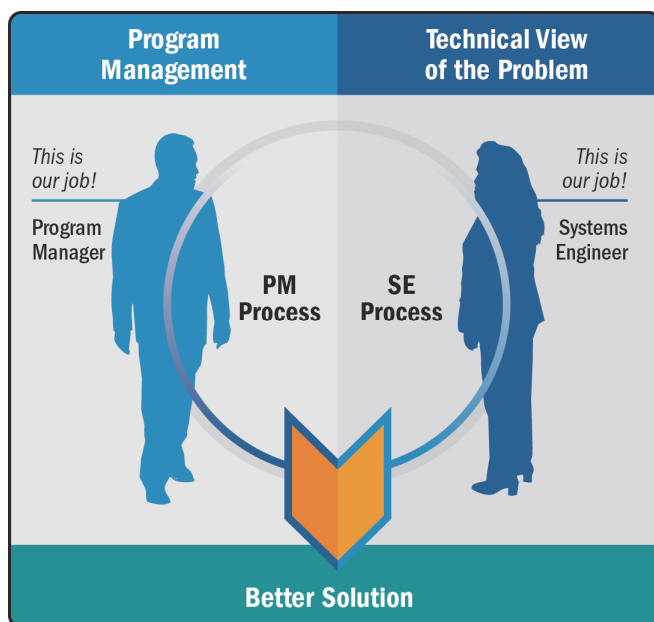 Program
Management
Technical View
of the Problem
This is
our job!
Program
Manager
This is
our job!
Systems
Engineer
PM
Process
SE
Process
Better Solution